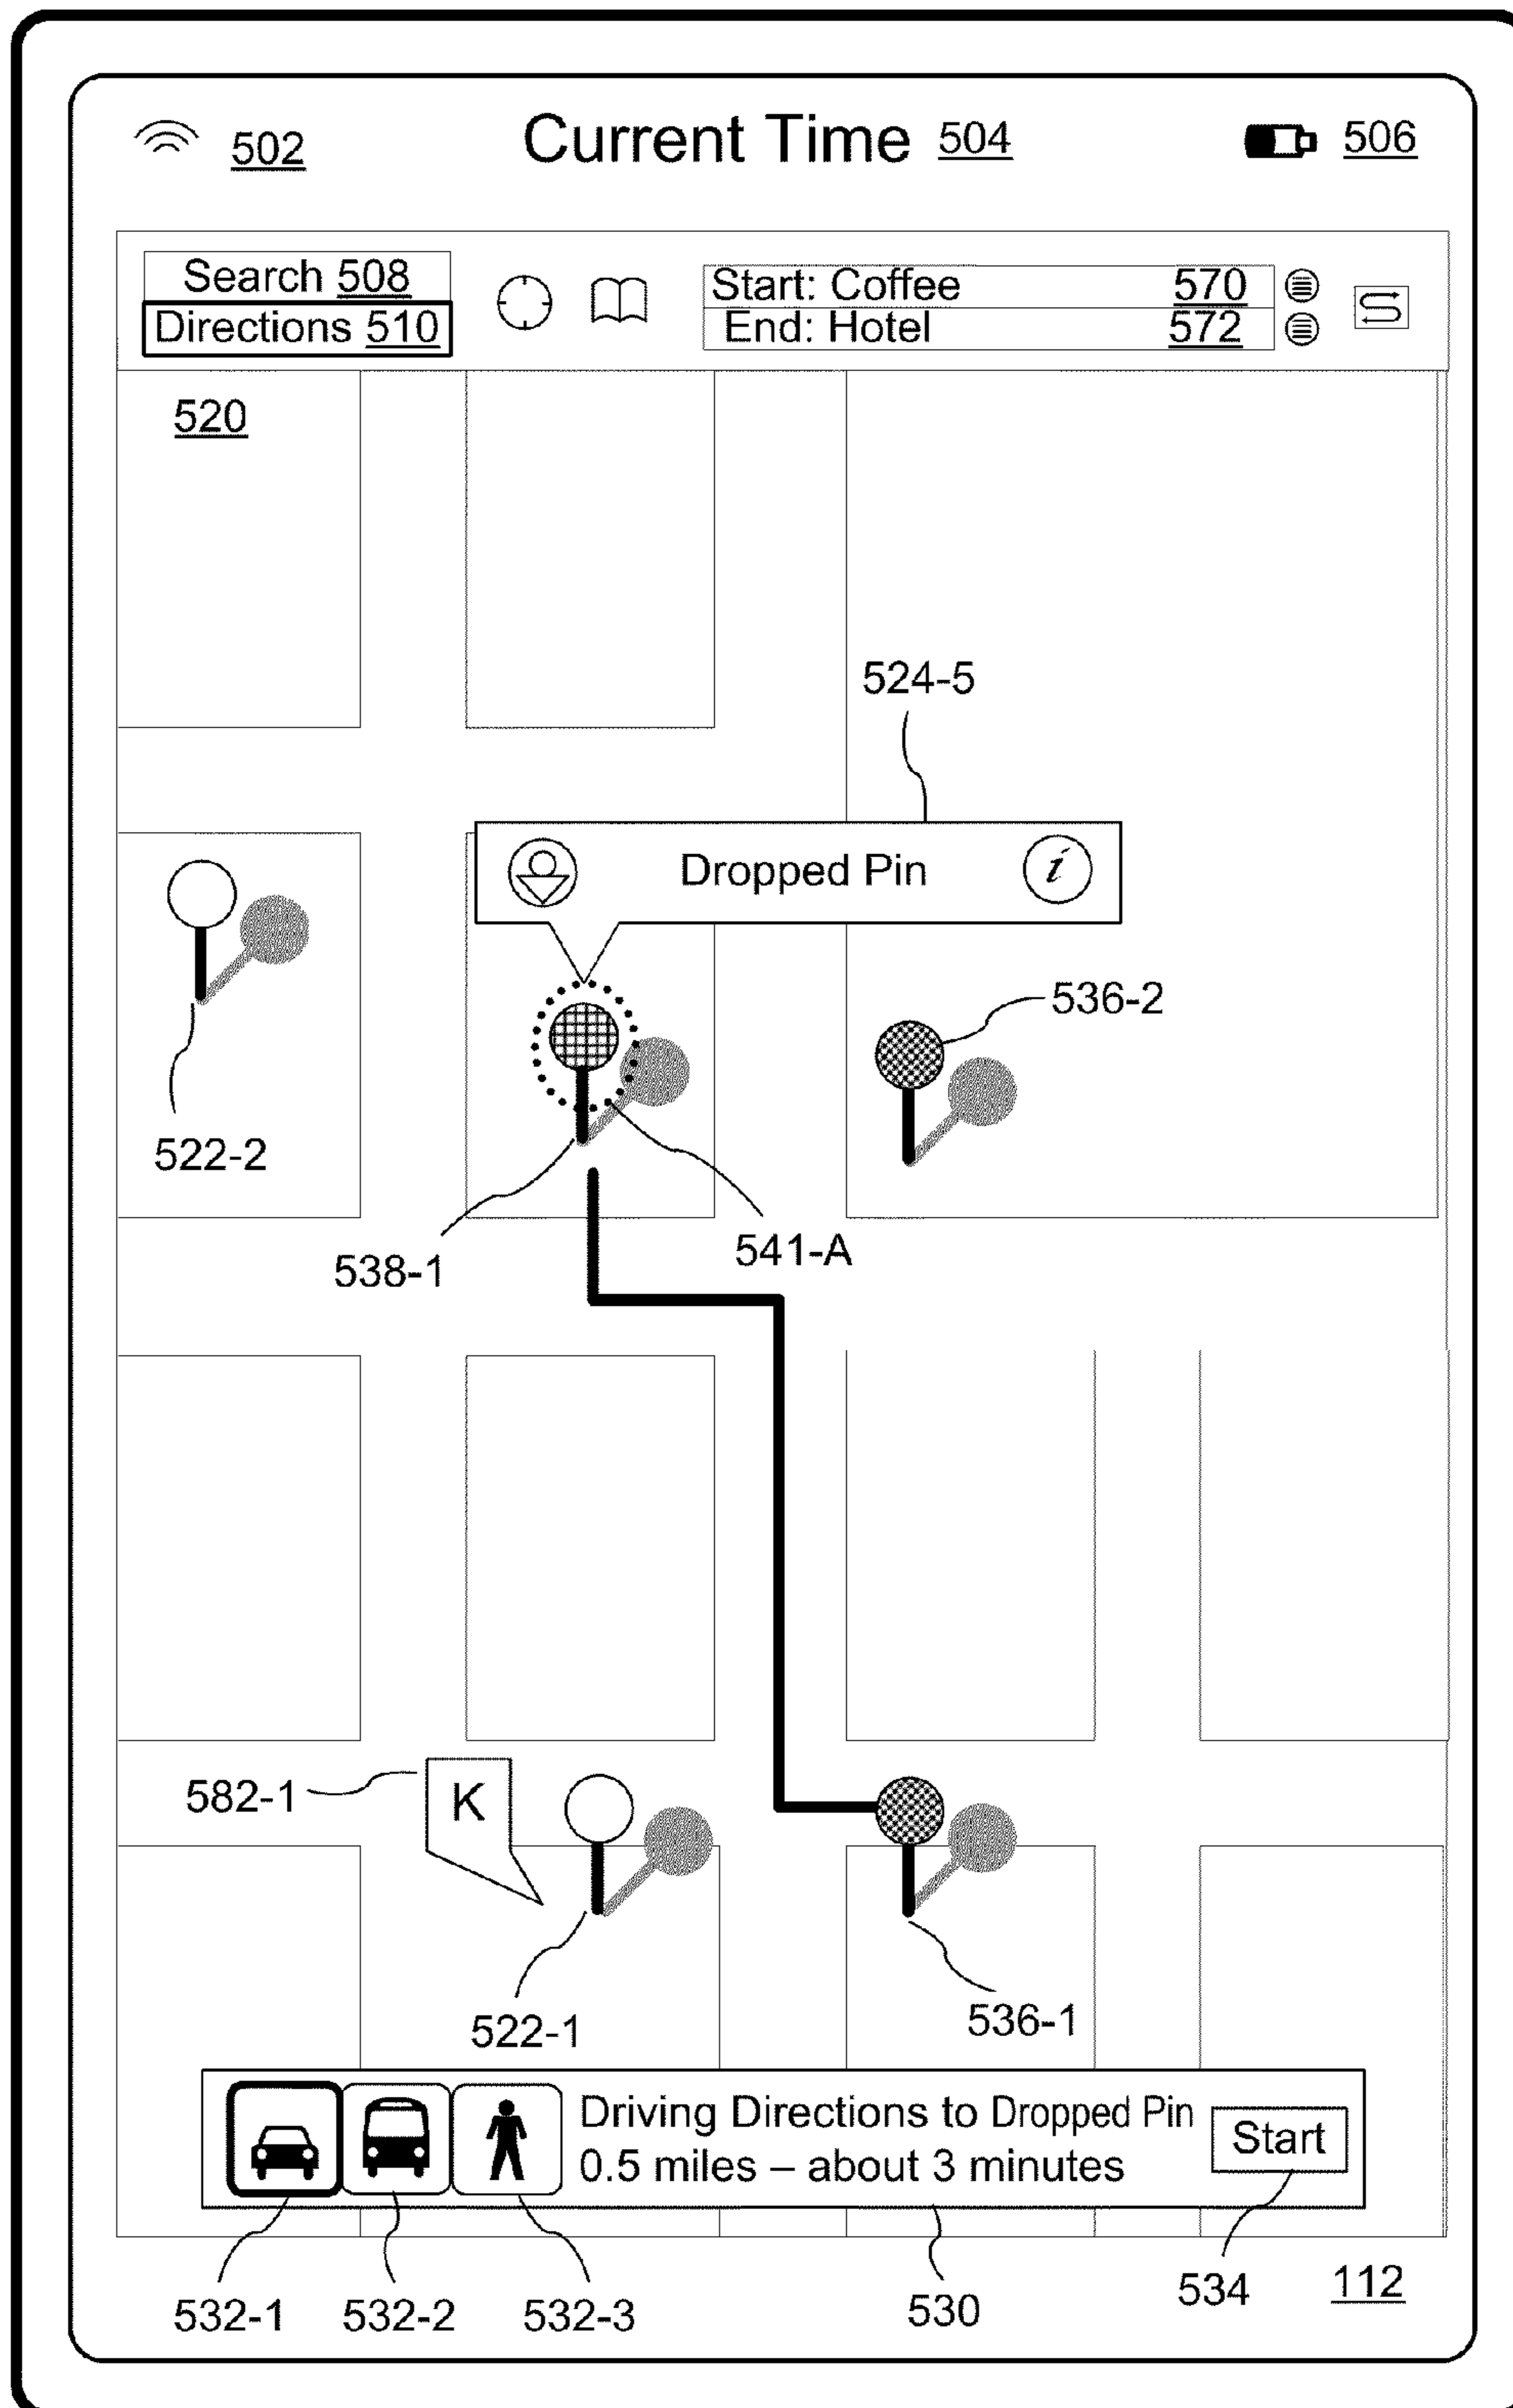 502
Current Time 504
506
Search 508
Directions 510
Start: Coffee 570
End: Hotel 572
520
524-5
Dropped Pin
i
536-2
522-2
538-1
541-A
582-1
K
522-1
536-1
Driving Directions to Dropped Pin
0.5 miles – about 3 minutes
Start
532-1
532-2
532-3
530
534
112